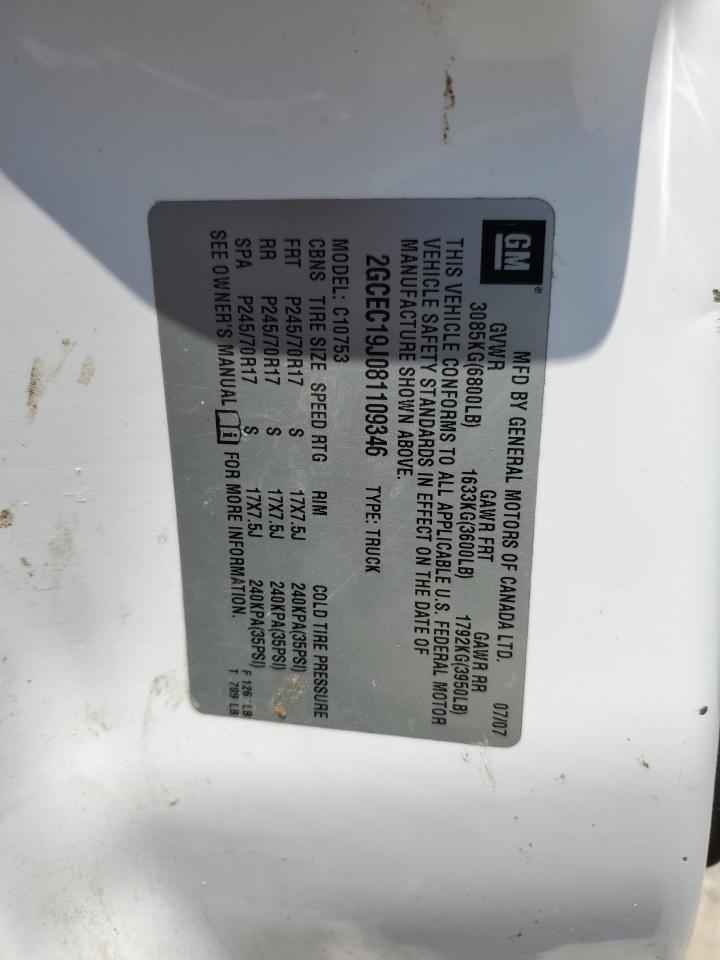 GM®
MFD BY GENERAL MOTORS OF CANADA LTD.
07/07
GVWR GAWR FRT GAWR RR
3085KG(6800LB) 1633KG(3600LB) 1792KG(3950LB)
THIS VEHICLE CONFORMS TO ALL APPLICABLE U.S. FEDERAL MOTOR
VEHICLE SAFETY STANDARDS IN EFFECT ON THE DATE OF
MANUFACTURE SHOWN ABOVE.
2GCEC19J081109346 TYPE: TRUCK
MODEL: C10753
CBNS TIRE SIZE SPEED RTG RIM COLD TIRE PRESSURE
FRT P245/70R17 S 17X7.5J 240KPA(35PSI)
RR P245/70R17 S 17X7.5J 240KPA(35PSI)
SPA P245/70R17 S 17X7.5J 240KPA(35PSI)
SEE OWNER'S MANUAL FOR MORE INFORMATION.
F 126 LB
T 709 LB